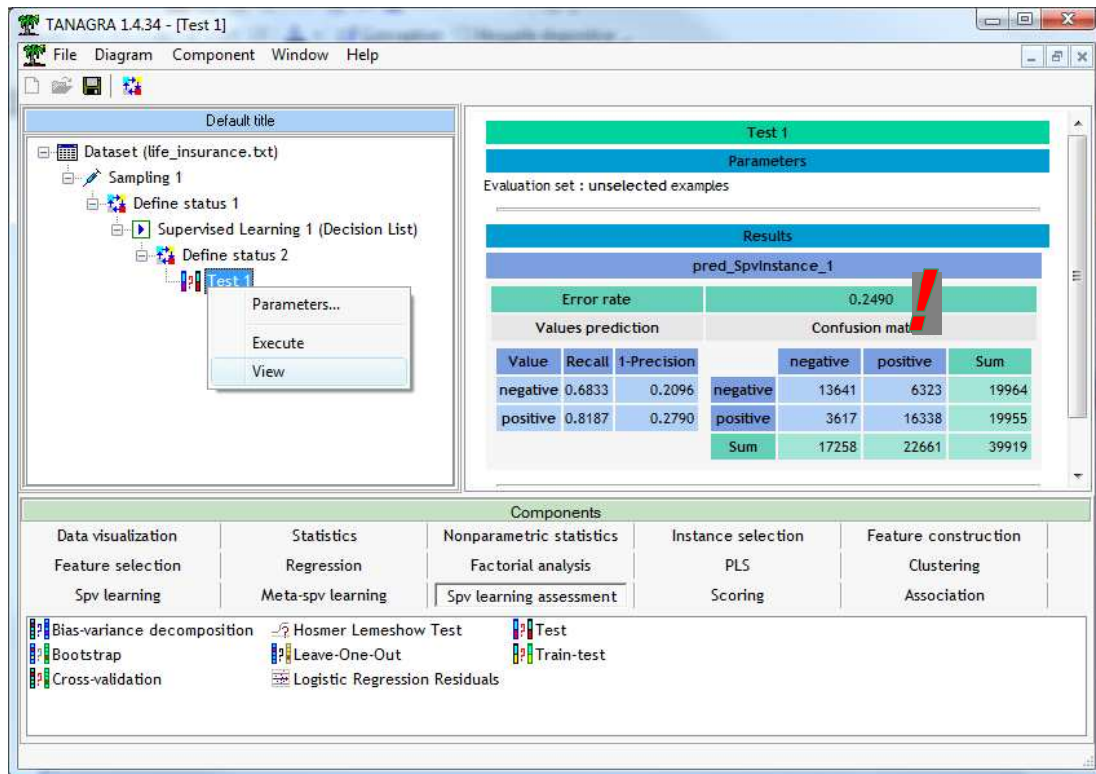 TANAGRA 1.4.34 - [Test 1]
File Diagram Component Window Help
Default title
Dataset (life_insurance.txt)
Sampling 1
Define status 1
Supervised Learning 1 (Decision List)
Define status 2
Test 1
Parameters...
Execute
View
Test 1
Parameters
Evaluation set : unselected examples
Results
pred_SpvInstance_1
Error rate 0.2490
!
Values prediction Confusion
Value Recall 1-Precision
negative 0.6833 0.2096
positive 0.8187 0.2790
negative positive Sum
negative 13641 6323 19964
positive 3617 16338 19955
Sum 17258 22661 39919
Components
Data visualization Statistics Nonparametric statistics Instance selection Feature construction
Feature selection Regression Factorial analysis PLS Clustering
Spv learning Meta-spv learning Spv learning assessment Scoring Association
Bias-variance decomposition Hosmer Lemeshow Test Test
Bootstrap Leave-One-Out Train-test
Cross-validation Logistic Regression Residuals